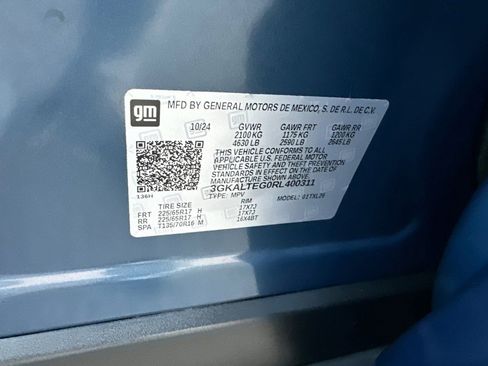 gm
MFD BY GENERAL MOTORS DE MEXICO, S. DE R.L. DE C.V.
10/24 GVWR GAWR FRT GAWR RR
2100 KG 1175 KG 1200 KG
4630 LB 2590 LB 2645 LB
THIS VEHICLE CONFORMS TO ALL
APPLICABLE U.S. FEDERAL MOTOR
VEHICLE SAFETY AND THEFT PREVENTION
STANDARDS IN EFFECT ON THE DATE OF
MANUFACTURE SHOWN ABOVE.
3GKALTEG0RL400311
136H TYPE: MPV MODEL: 01TXL26
TIRE SIZE RIM
FRT 225/65R17 H 17X7J
RR 225/65R17 H 17X7J
SPA T135/70R16 M 16X4BT